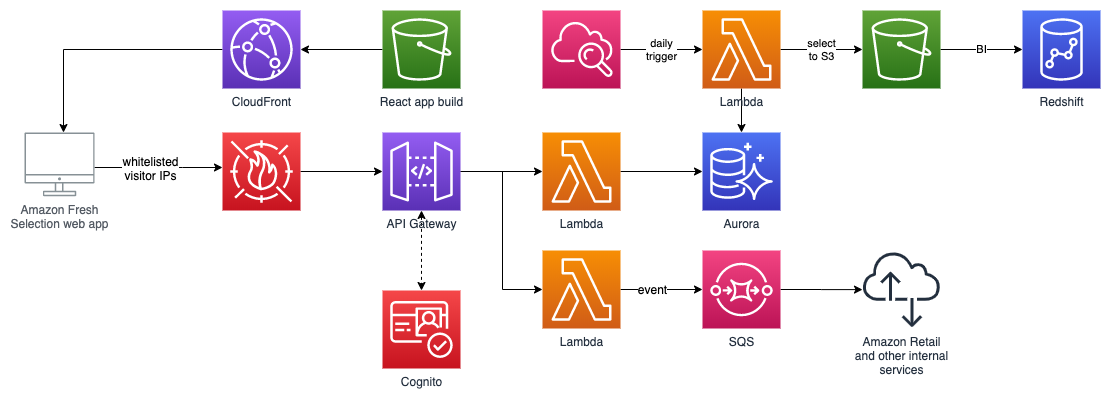 daily
trigger
select
to S3
BI
CloudFront
React app build
Lambda
Redshift
whitelisted
visitor IPs
Amazon Fresh
Selection web app
API Gateway
Lambda
Aurora
event
Lambda
SQS
Amazon Retail
and other internal
services
Cognito